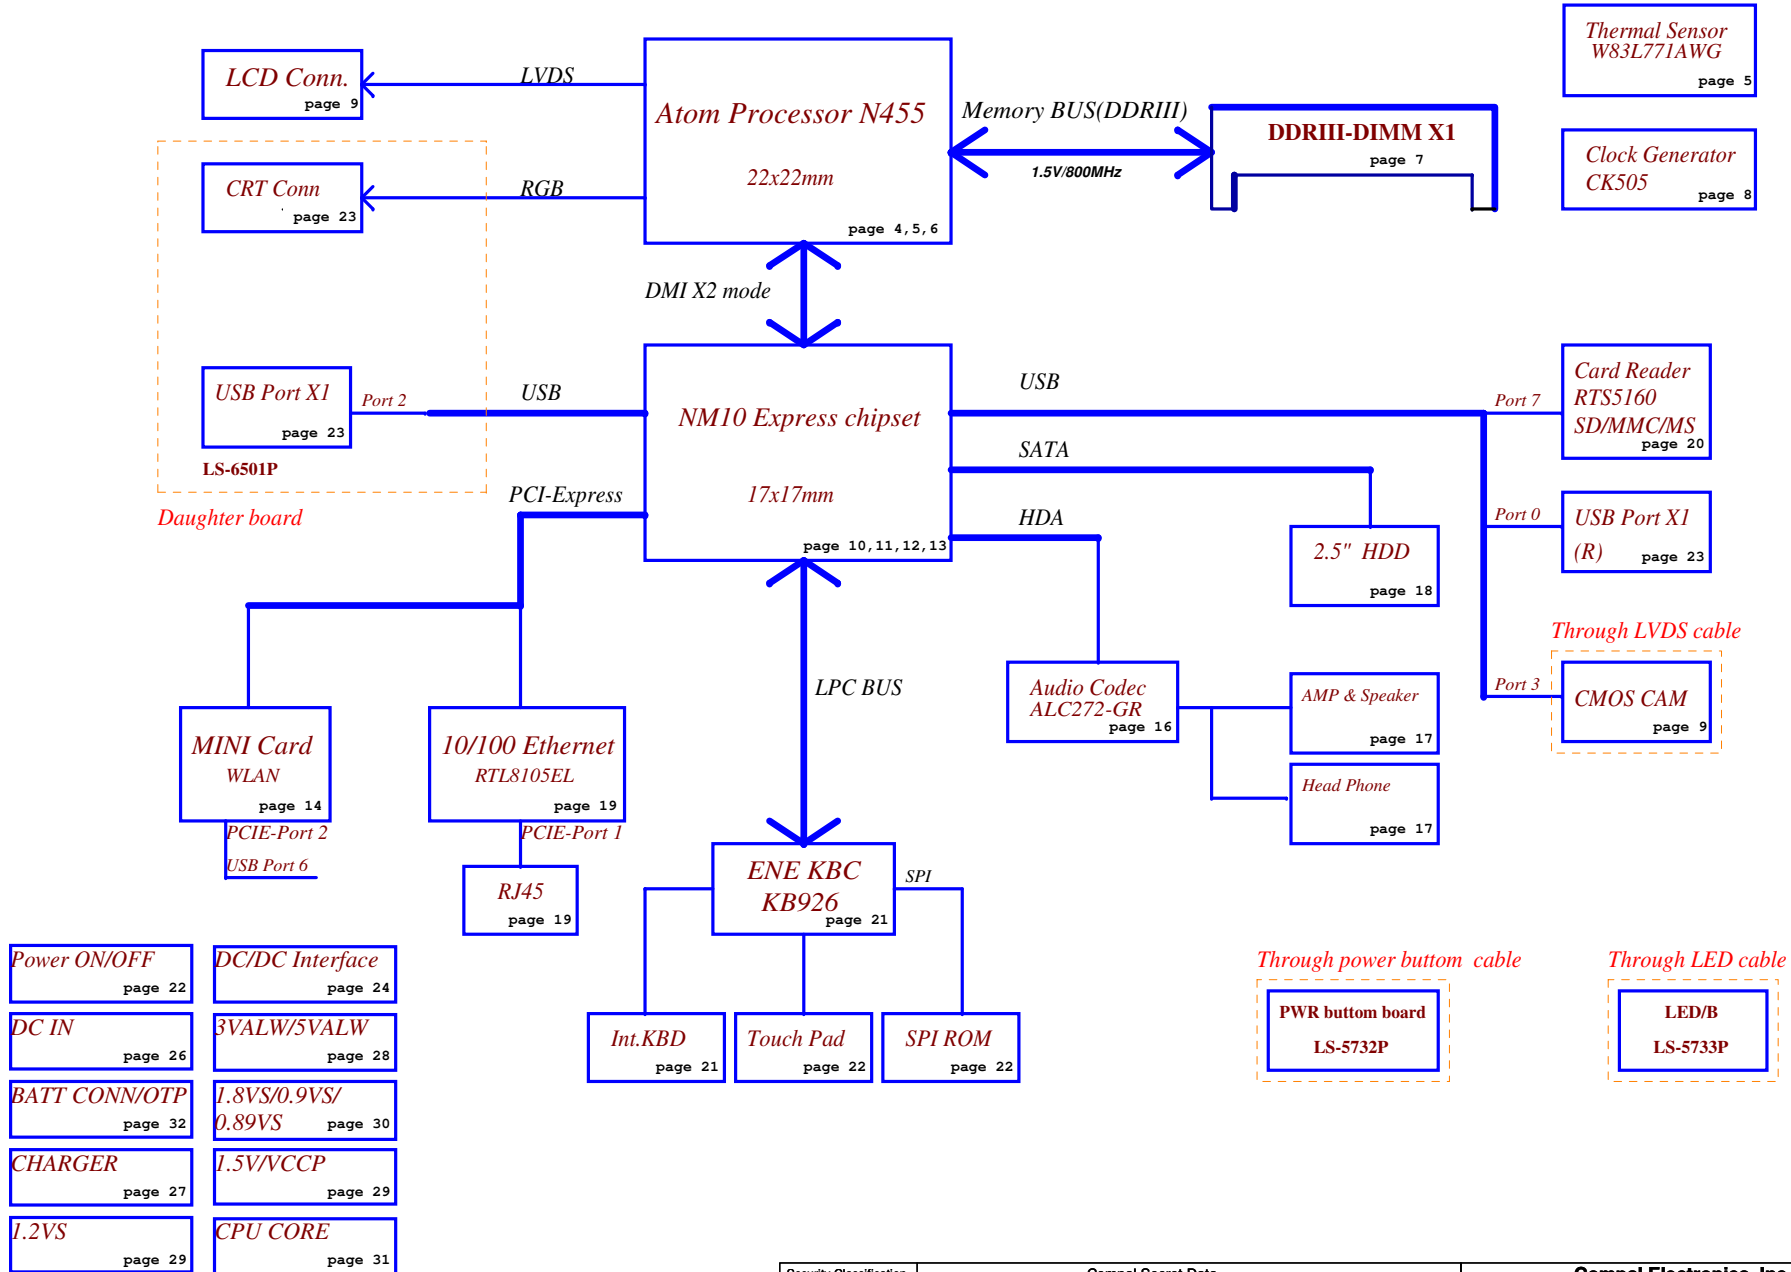 Thermal Sensor
W83L771AWG
page 5
LCD Conn.
page 9
LVDS
Atom Processor N455
22x22mm
page 4,5,6
Memory BUS(DDRIII)
1.5V/800MHz
DDRIII-DIMM X1
page 7
Clock Generator
CK505
page 8
CRT Conn
page 23
RGB
DMI X2 mode
USB Port X1
page 23
Port 2
USB
LS-6501P
Daughter board
NM10 Express chipset
17x17mm
page 10,11,12,13
USB
SATA
HDA
PCI-Express
Port 7
Card Reader
RTS5160
SD/MMC/MS
page 20
Port 0
USB Port X1
(R)
page 23
2.5" HDD
page 18
Through LVDS cable
Port 3
CMOS CAM
page 9
LPC BUS
Audio Codec
ALC272-GR
page 16
AMP & Speaker
page 17
Head Phone
page 17
MINI Card
WLAN
page 14
PCIE-Port 2
USB Port 6
10/100 Ethernet
RTL8105EL
page 19
PCIE-Port 1
RJ45
page 19
ENE KBC
KB926
page 21
SPI
Int.KBD
page 21
Touch Pad
page 22
SPI ROM
page 22
Through power buttom cable
PWR buttom board
LS-5732P
Through LED cable
LED/B
LS-5733P
Power ON/OFF
page 22
DC/DC Interface
page 24
DC IN
page 26
3VALW/5VALW
page 28
BATT CONN/OTP
page 32
1.8VS/0.9VS/
0.89VS
page 30
CHARGER
page 27
1.5V/VCCP
page 29
1.2VS
page 29
CPU CORE
page 31
Security Classification
Compal Secret Data
Compal Electronics, Inc